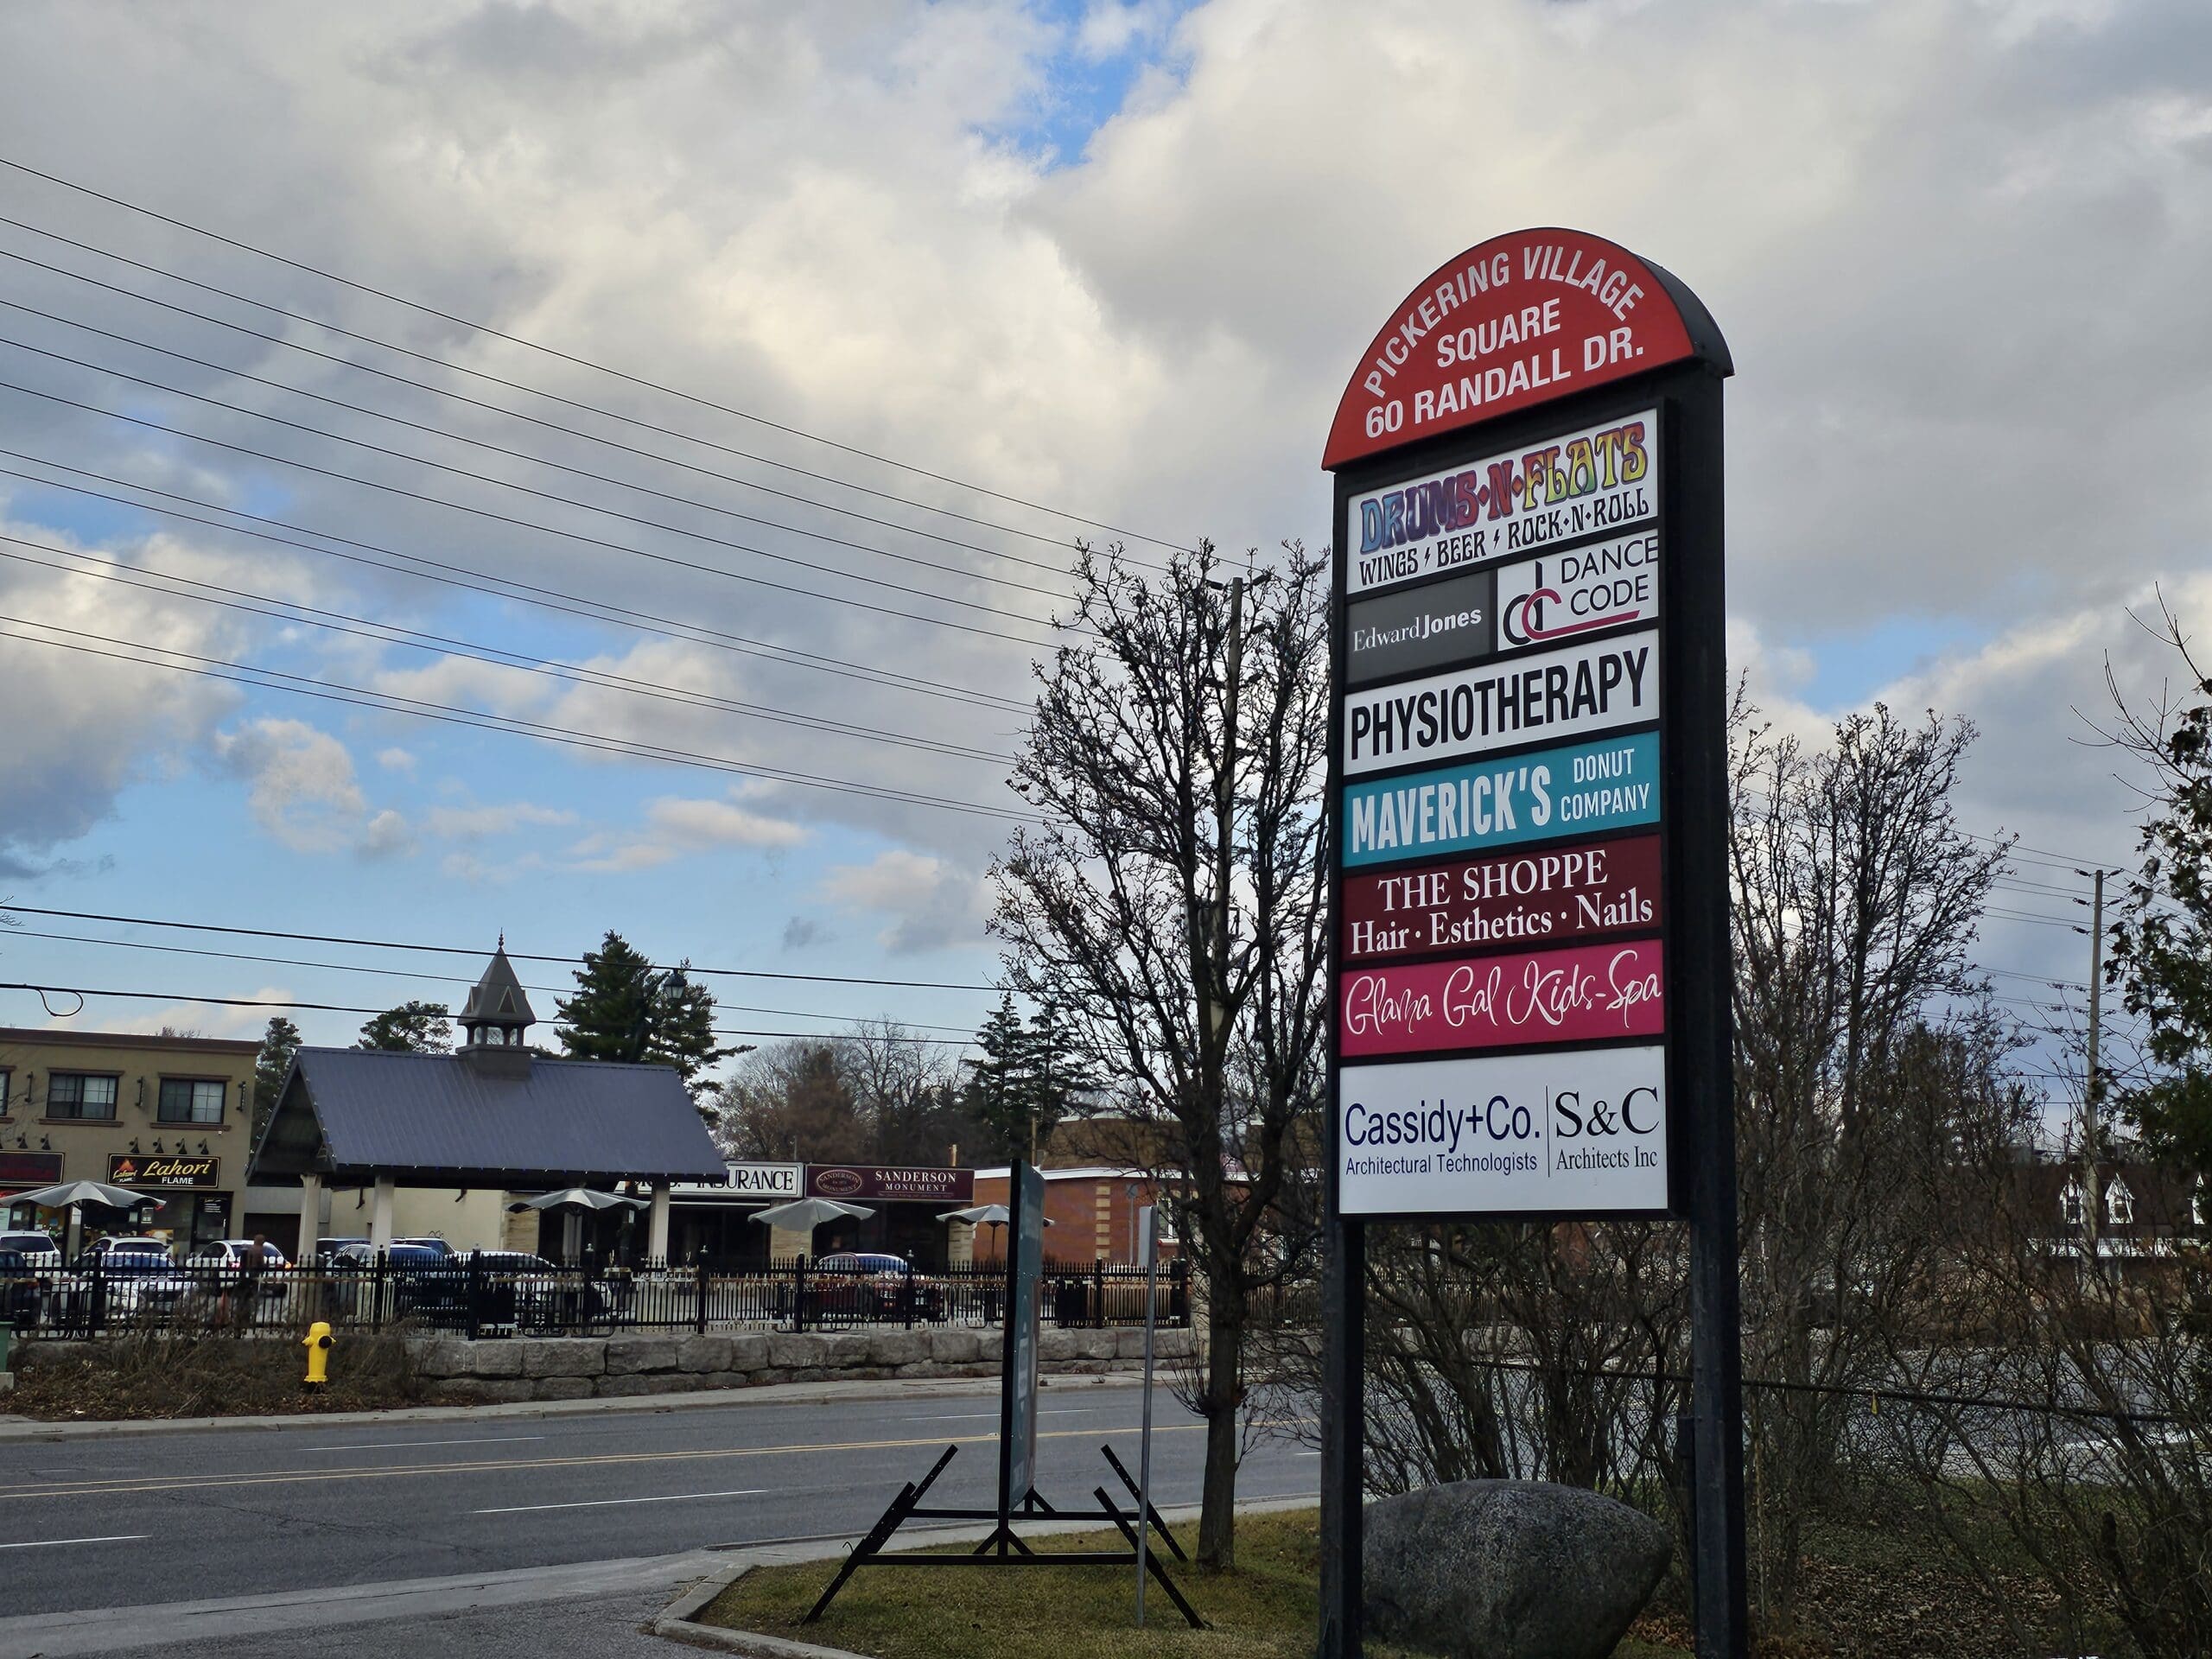 PICKERING VILLAGE
SQUARE
60 RANDALL DR.
DRUMS•N•FLATS
WINGS BEER ROCK•N•ROLL
EdwardJones
dc
DANCE
CODE
PHYSIOTHERAPY
MAVERICK'S
DONUT
COMPANY
THE SHOPPE
Hair • Esthetics • Nails
Glama Gal Kids-Spa
Cassidy+Co.
Architectural Technologists
S&C
Architects Inc
Lahori
FLAME
INSURANCE
SANDERSON
MONUMENT